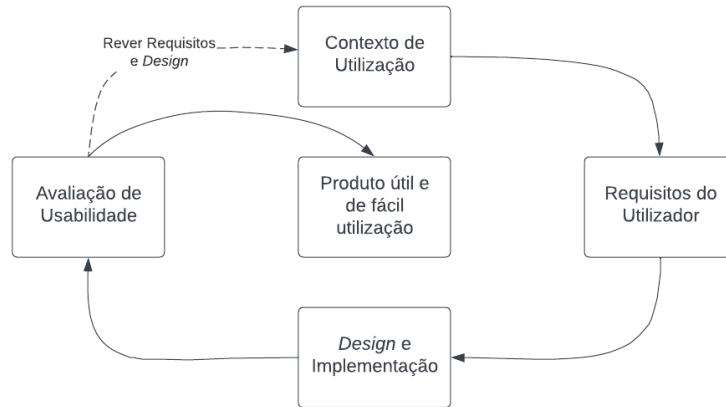 Rever Requisitos
e Design
Contexto de
Utilização
Avaliação de
Usabilidade
Produto útil e
de fácil
utilização
Requisitos do
Utilizador
Design e
Implementação